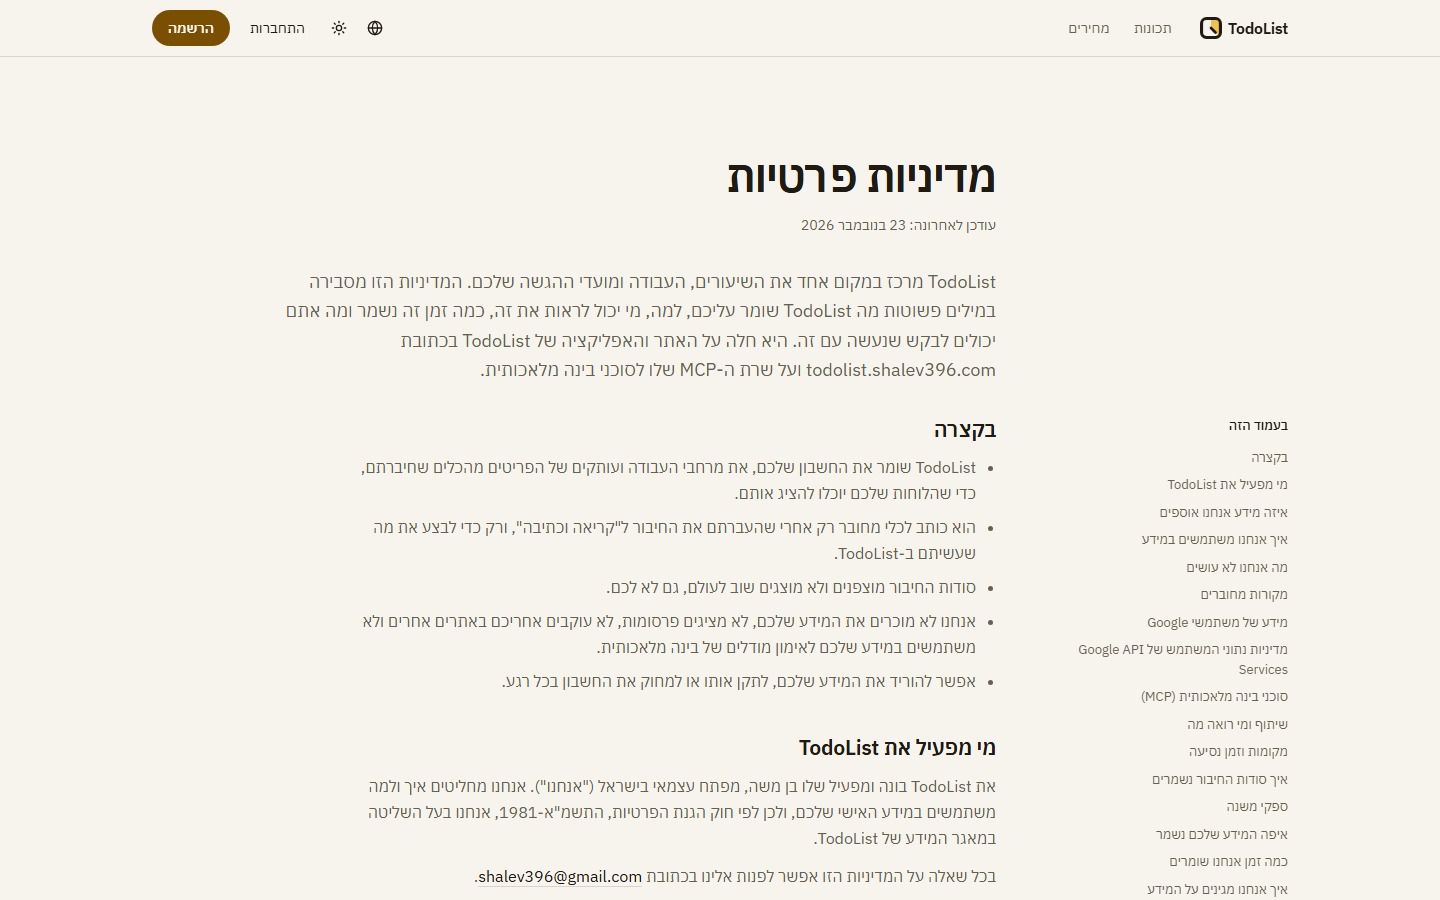 TodoList
תכונות
מחירים
התחברות
הרשמה
מדיניות פרטיות
עודכן לאחרונה: 23 בנובמבר 2026
TodoList מרכז במקום אחד את השיעורים, העבודה ומועדי ההגשה שלכם. המדיניות הזו מסבירה
במילים פשוטות מה TodoList שומר עליכם, למה, מי יכול לראות את זה, כמה זמן זה נשמר ומה אתם
יכולים לבקש שנעשה עם זה. היא חלה על האתר והאפליקציה של TodoList בכתובת
todolist.shalev396.com ועל שרת ה-MCP שלו לסוכני בינה מלאכותית.
בעמוד הזה
בקצרה
מי מפעיל את TodoList
איזה מידע אנחנו אוספים
איך אנחנו משתמשים במידע
מה אנחנו לא עושים
מקורות מחוברים
מידע של משתמשי Google
מדיניות נתוני המשתמש של Google API
Services
סוכני בינה מלאכותית (MCP)
שיתוף ומי רואה מה
מקומות וזמן נסיעה
איך סודות החיבור נשמרים
ספקי משנה
איפה המידע שלכם נשמר
כמה זמן אנחנו שומרים
איך אנחנו מגינים על המידע
בקצרה
• TodoList שומר את החשבון שלכם, את מרחבי העבודה ועותקים של הפריטים מהכלים שחיברתם,
כדי שהלוחות שלכם יוכלו להציג אותם.
• הוא כותב לכלי מחובר רק אחרי שהעברתם את החיבור ל"קריאה וכתיבה", ורק כדי לבצע את מה
שעשיתם ב-TodoList.
• סודות החיבור מוצפנים ולא מוצגים שוב לעולם, גם לא לכם.
• אנחנו לא מוכרים את המידע שלכם, לא מציגים פרסומות, לא עוקבים אחריכם באתרים אחרים ולא
משתמשים במידע שלכם לאימון מודלים של בינה מלאכותית.
• אפשר להוריד את המידע שלכם, לתקן אותו או למחוק את החשבון בכל רגע.
מי מפעיל את TodoList
את TodoList בונה ומפעיל שלו בן משה, מפתח עצמאי בישראל ("אנחנו"). אנחנו מחליטים איך ולמה
משתמשים במידע האישי שלכם, ולכן לפי חוק הגנת הפרטיות, התשמ"א-1981, אנחנו בעל השליטה
במאגר המידע של TodoList.
בכל שאלה על המדיניות הזו אפשר לפנות אלינו בכתובת shalev396@gmail.com.